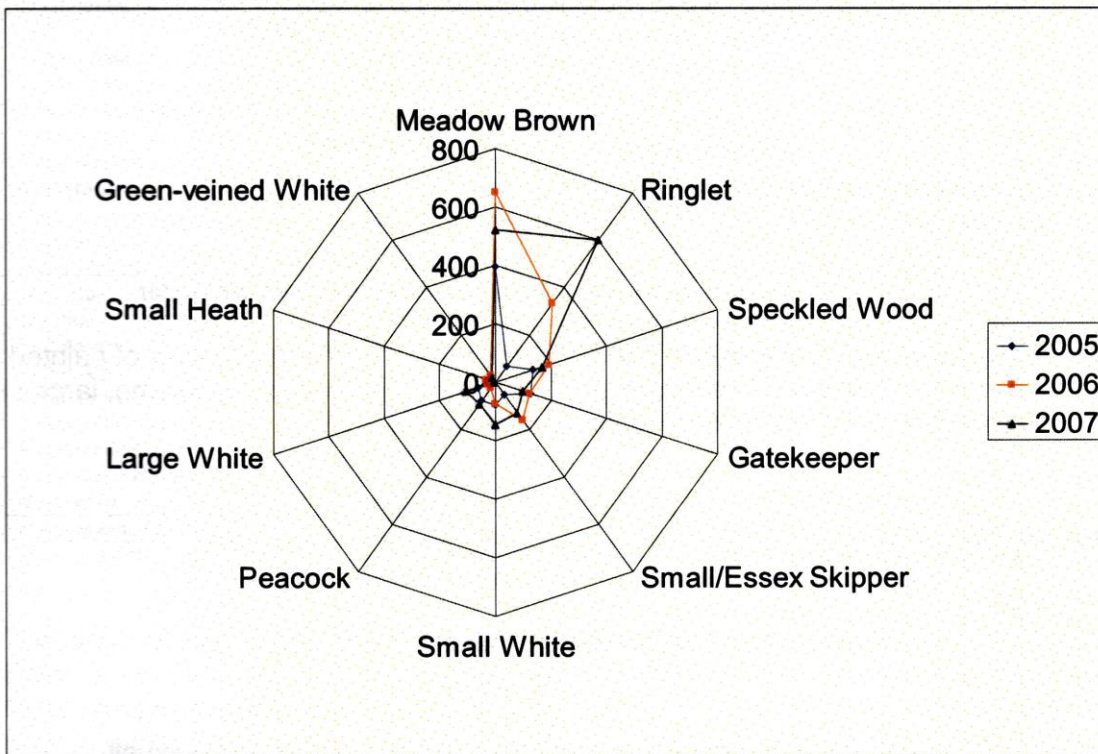 Meadow Brown
800
Green-veined White
Ringlet
600
400
Small Heath
Speckled Wood
200
0
2005
2006
2007
Large White
Gatekeeper
Peacock
Small/Essex Skipper
Small White